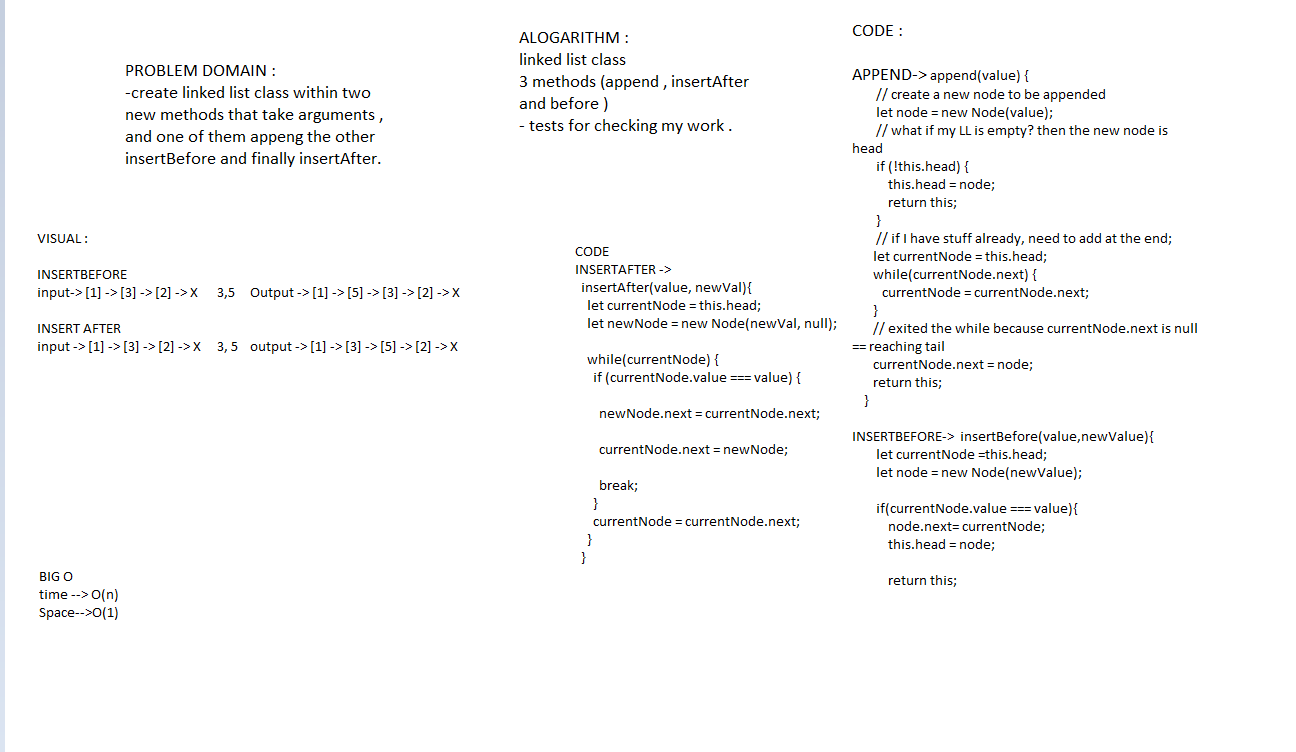 PROBLEM DOMAIN :
-create linked list class within two
new methods that take arguments ,
and one of them appeng the other
insertBefore and finally insertAfter.
VISUAL :
INSERTBEFORE
input-> [1] -> [3] -> [2] -> X 3,5 Output -> [1] -> [5] -> [3] -> [2] -> X
INSERT AFTER
input -> [1] -> [3] -> [2] -> X 3, 5 output -> [1] -> [3] -> [5] -> [2] -> X
BIG O
time --> O(n)
Space-->O(1)
ALOGARITHM :
linked list class
3 methods (append , insertAfter
and before )
- tests for checking my work .
CODE
INSERTAFTER ->
insertAfter(value, newVal){
let currentNode = this.head;
let newNode = new Node(newVal, null);
while(currentNode) {
if (currentNode.value === value) {
newNode.next = currentNode.next;
currentNode.next = newNode;
break;
}
currentNode = currentNode.next;
}
}
CODE :
APPEND-> append(value) {
// create a new node to be appended
let node = new Node(value);
// what if my LL is empty? then the new node is
head
if (!this.head) {
this.head = node;
return this;
}
// if I have stuff already, need to add at the end;
let currentNode = this.head;
while(currentNode.next) {
currentNode = currentNode.next;
}
// exited the while because currentNode.next is null
== reaching tail
currentNode.next = node;
return this;
}
INSERTBEFORE-> insertBefore(value,newValue){
let currentNode =this.head;
let node = new Node(newValue);
if(currentNode.value === value){
node.next= currentNode;
this.head = node;
return this;